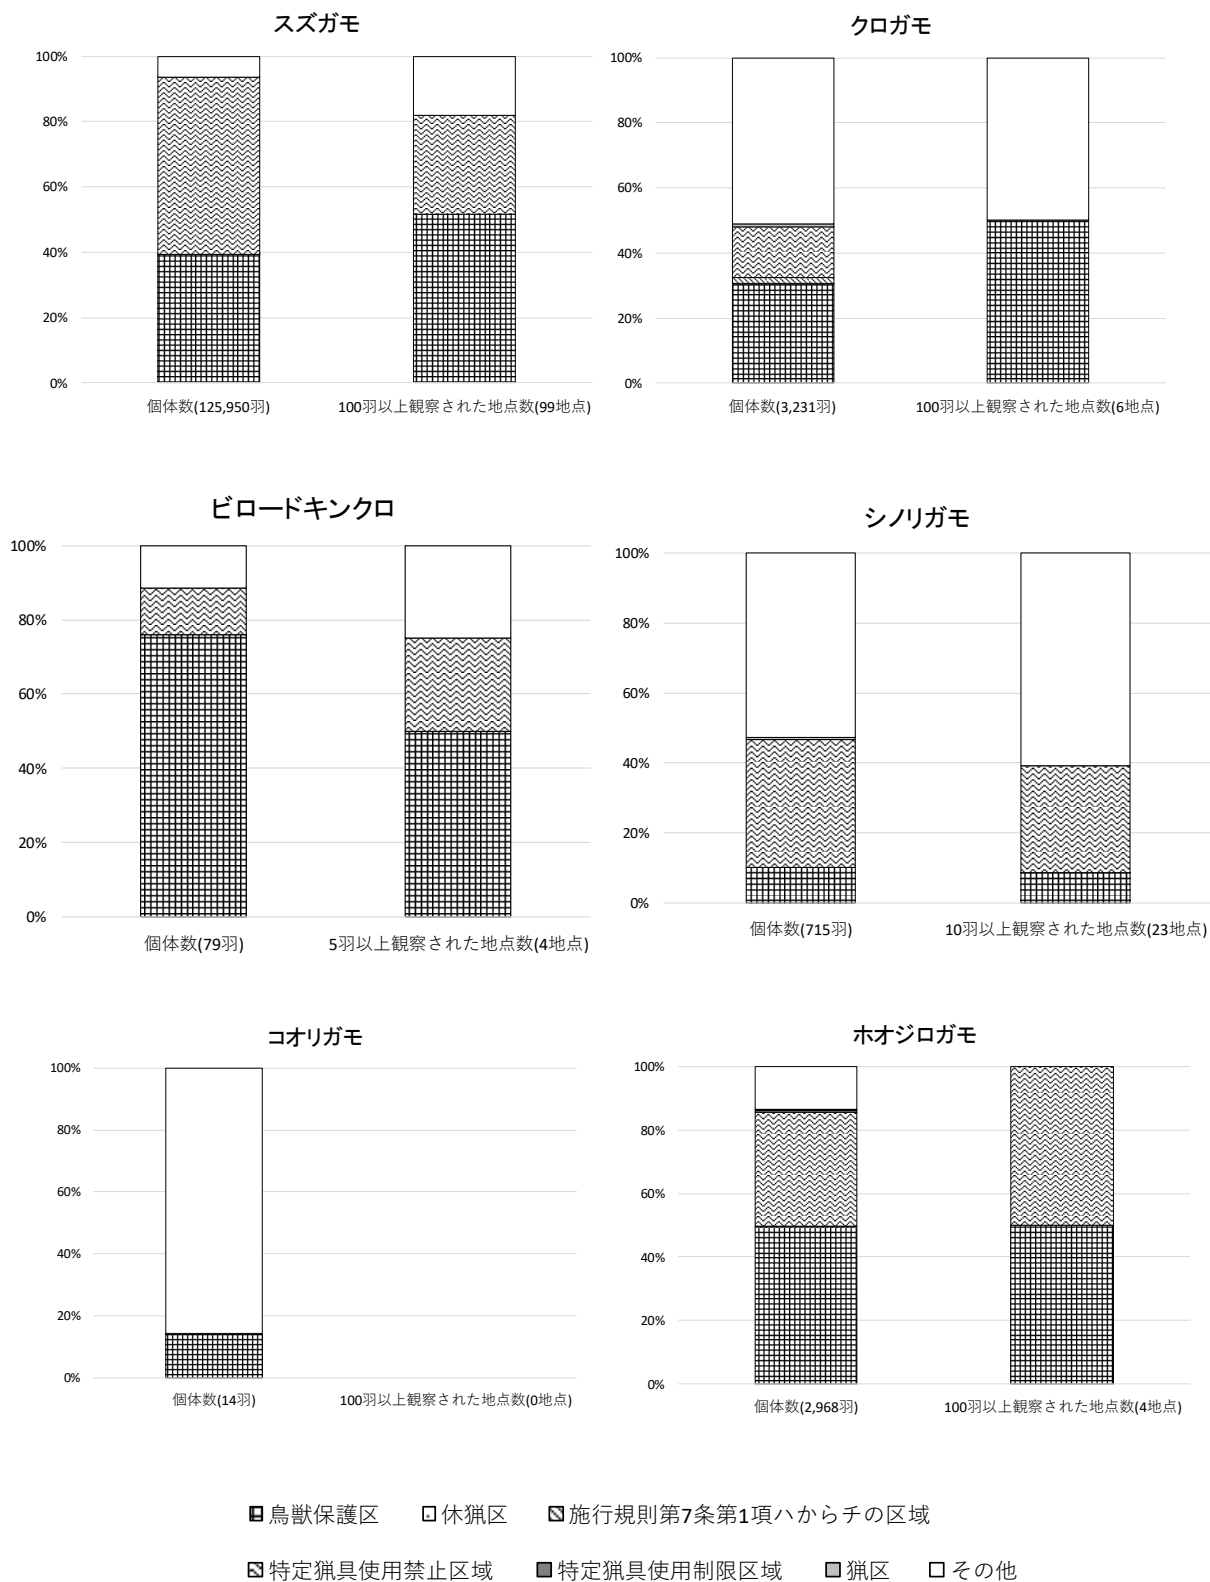 スズガモ
100%
80%
60%
40%
20%
0%
個体数(125,950羽)
100羽以上観察された地点数(99地点)
クロガモ
100%
80%
60%
40%
20%
0%
個体数(3,231羽)
100羽以上観察された地点数(6地点)
ビロードキンクロ
100%
80%
60%
40%
20%
0%
個体数(79羽)
5羽以上観察された地点数(4地点)
シノリガモ
100%
80%
60%
40%
20%
0%
個体数(715羽)
10羽以上観察された地点数(23地点)
コオリガモ
100%
80%
60%
40%
20%
0%
個体数(14羽)
100羽以上観察された地点数(0地点)
ホオジロガモ
100%
80%
60%
40%
20%
0%
個体数(2,968羽)
100羽以上観察された地点数(4地点)
鳥獣保護区 休猟区 施行規則第7条第1項ハからチの区域
特定猟具使用禁止区域 特定猟具使用制限区域 猟区 その他